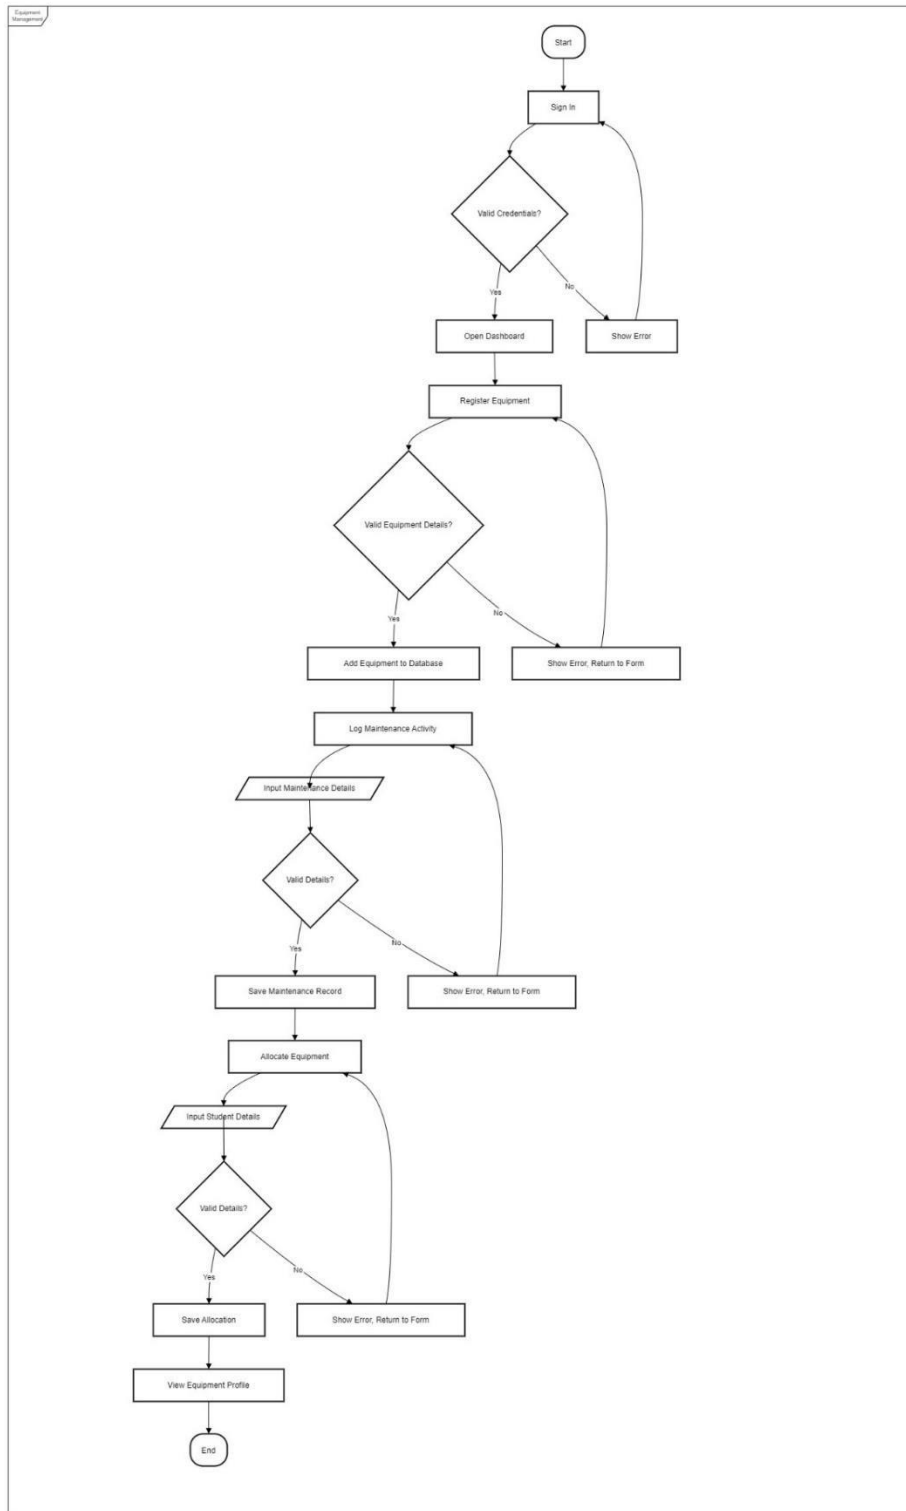 Equipment
Management
Start
Sign In
Valid Credentials?
Yes
No
Open Dashboard
Show Error
Register Equipment
Valid Equipment Details?
Yes
No
Add Equipment to Database
Show Error, Return to Form
Log Maintenance Activity
Input Maintenance Details
Valid Details?
Yes
No
Save Maintenance Record
Show Error, Return to Form
Allocate Equipment
Input Student Details
Valid Details?
Yes
No
Save Allocation
Show Error, Return to Form
View Equipment Profile
End